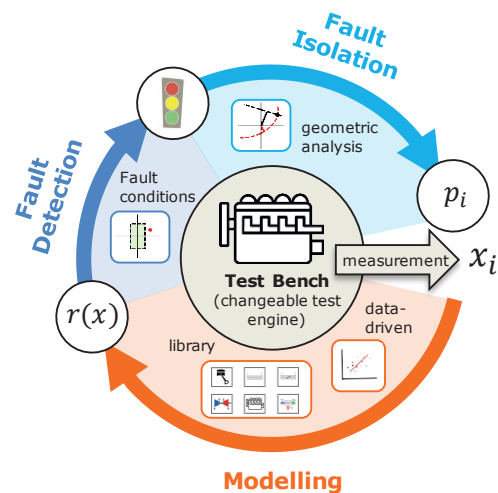 Fault
Isolation
geometric
analysis
Fault
Detection
Fault
conditions
p_i
measurement
x_i
Test Bench
(changeable test
engine)
r(x)
library
data-
driven
Modelling